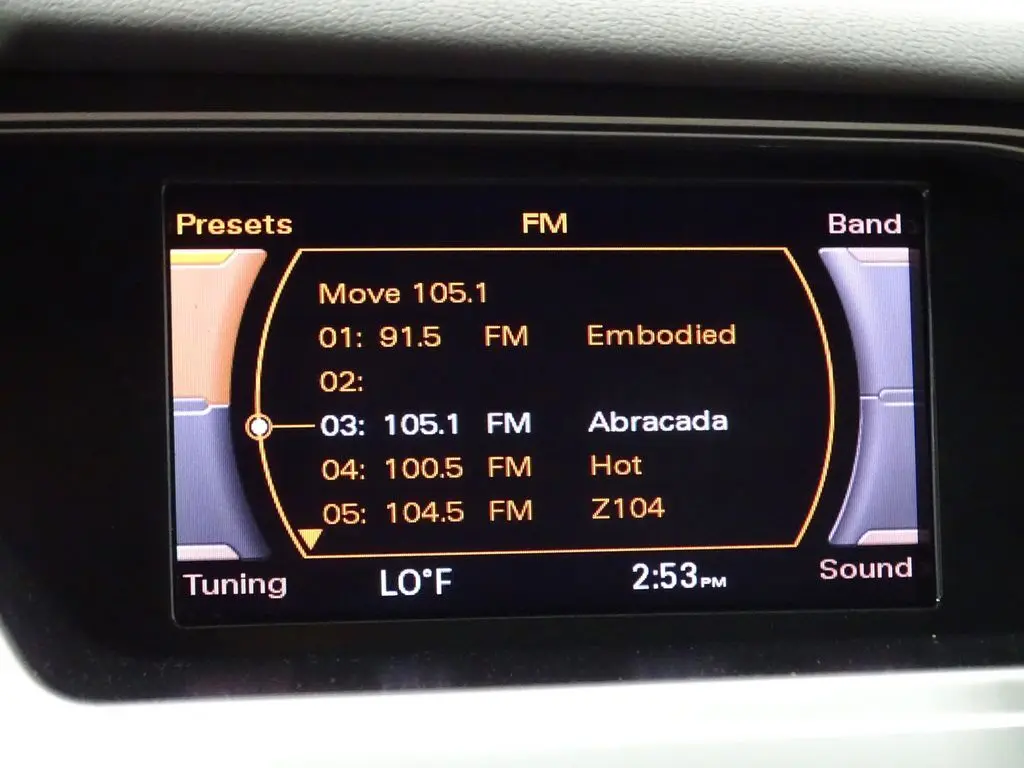 Presets FM Band
Move 105.1
01: 91.5 FM Embodied
02:
03: 105.1 FM Abracada
04: 100.5 FM Hot
05: 104.5 FM Z104
Tuning LO°F 2:53PM Sound